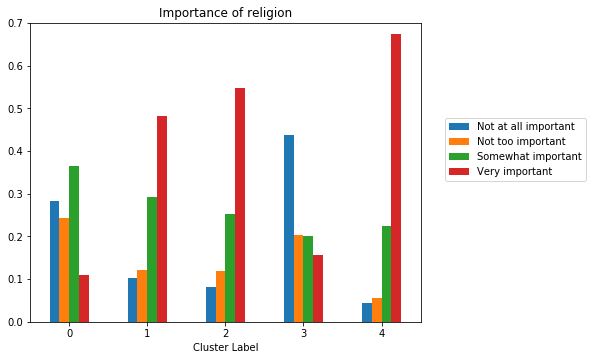 Importance of religion
0.7
0.6
0.5
0.4
0.3
0.2
0.1
0.0
0 1 2 3 4
Cluster Label
Not at all important
Not too important
Somewhat important
Very important